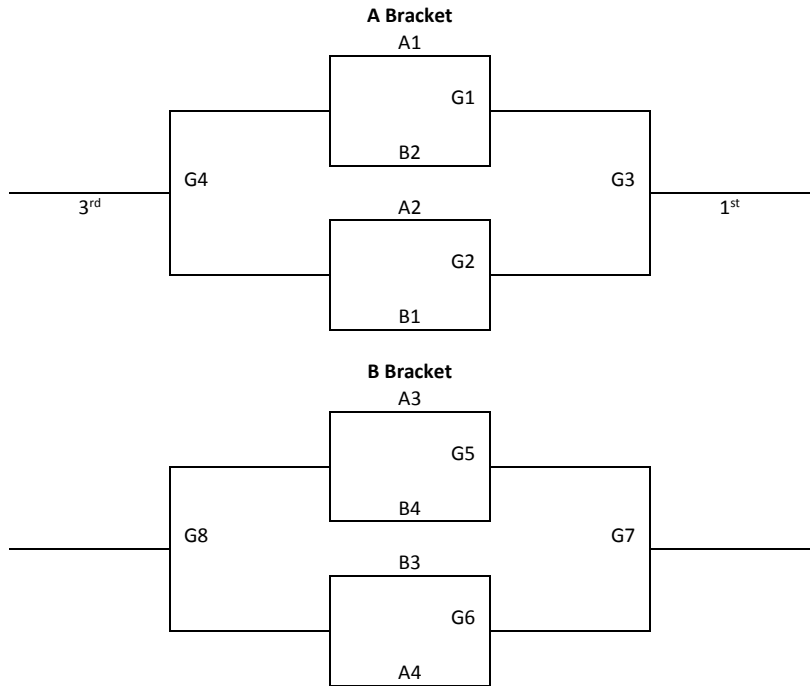 A Bracket
A1
G1
B2
G4
G3
3rd
A2
1st
G2
B1
B Bracket
A3
G5
B4
G8
G7
B3
G6
A4